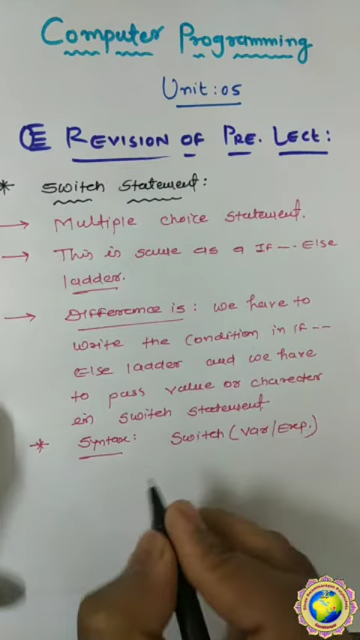 Computer Programming
Unit: 05
REVISION OF PRE. LECT:
* Switch Statement:
→ Multiple choice statement.
→ This is same as a If --- Else
ladder.
→ Difference is: we have to
write the condition in if --
Else ladder and we have
to pass value or charecter
in switch statement
* Syntax: Switch (var/Exp.)